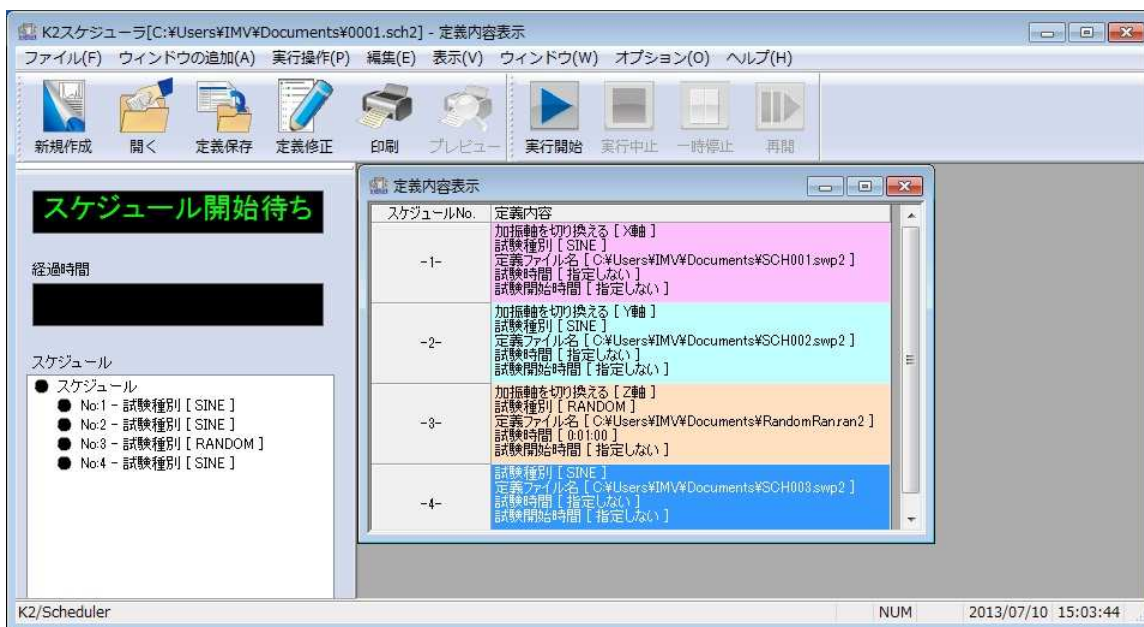 K2スケジューラ[C:¥Users¥IMV¥Documents¥0001.sch2] - 定義内容表示
ファイル(F) ウィンドウの追加(A) 実行操作(P) 編集(E) 表示(V) ウィンドウ(W) オプション(O) ヘルプ(H)
新規作成 開く 定義保存 定義修正 印刷 プレビュー 実行開始 実行中止 一時停止 再開
スケジュール開始待ち
経過時間
スケジュール
スケジュール
No:1 - 試験種別 [ SINE ]
No:2 - 試験種別 [ SINE ]
No:3 - 試験種別 [ RANDOM ]
No:4 - 試験種別 [ SINE ]
定義内容表示
スケジュールNo. 定義内容
-1-
加振軸を切り換える [ X軸 ]
試験種別 [ SINE ]
定義ファイル名 [ C:¥Users¥IMV¥Documents¥SCH001.swp2 ]
試験時間 [ 指定しない ]
試験開始時間 [ 指定しない ]
-2-
加振軸を切り換える [ Y軸 ]
試験種別 [ SINE ]
定義ファイル名 [ C:¥Users¥IMV¥Documents¥SCH002.swp2 ]
試験時間 [ 指定しない ]
試験開始時間 [ 指定しない ]
-3-
加振軸を切り換える [ Z軸 ]
試験種別 [ RANDOM ]
定義ファイル名 [ C:¥Users¥IMV¥Documents¥RandomRan.ran2 ]
試験時間 [ 0:01:00 ]
試験開始時間 [ 指定しない ]
-4-
試験種別 [ SINE ]
定義ファイル名 [ C:¥Users¥IMV¥Documents¥SCH003.swp2 ]
試験時間 [ 指定しない ]
試験開始時間 [ 指定しない ]
K2/Scheduler NUM 2013/07/10 15:03:44